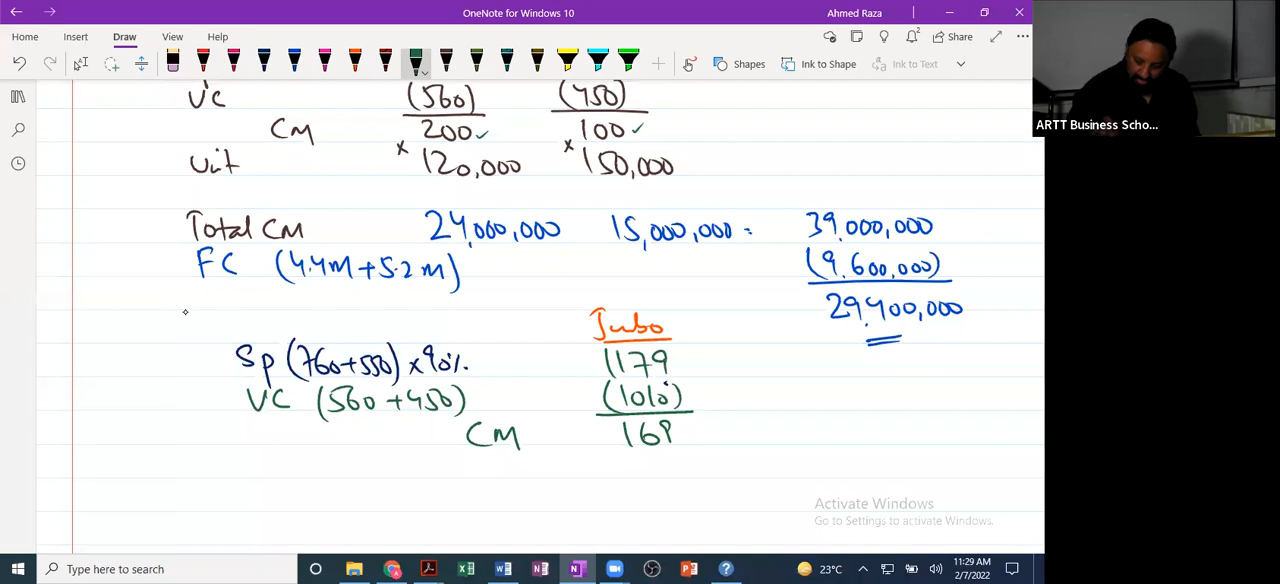 OneNote for Windows 10
Ahmed Raza
Home Insert Draw View Help
Share
Shapes Ink to Shape Ink to Text
ARTT Business Scho...
VC (560) (450)
CM 200✓ 100✓
Unit × 120,000 × 150,000
Total CM 24,000,000 15,000,000 = 39,000,000
FC (4.4m+5.2m) (9,600,000)
29,400,000
Jubo
Sp (760+550)×90% 1179
VC (560+450) (1010)
CM 169
Activate Windows
Go to Settings to activate Windows.
Type here to search
23°C
11:29 AM
2/7/2022